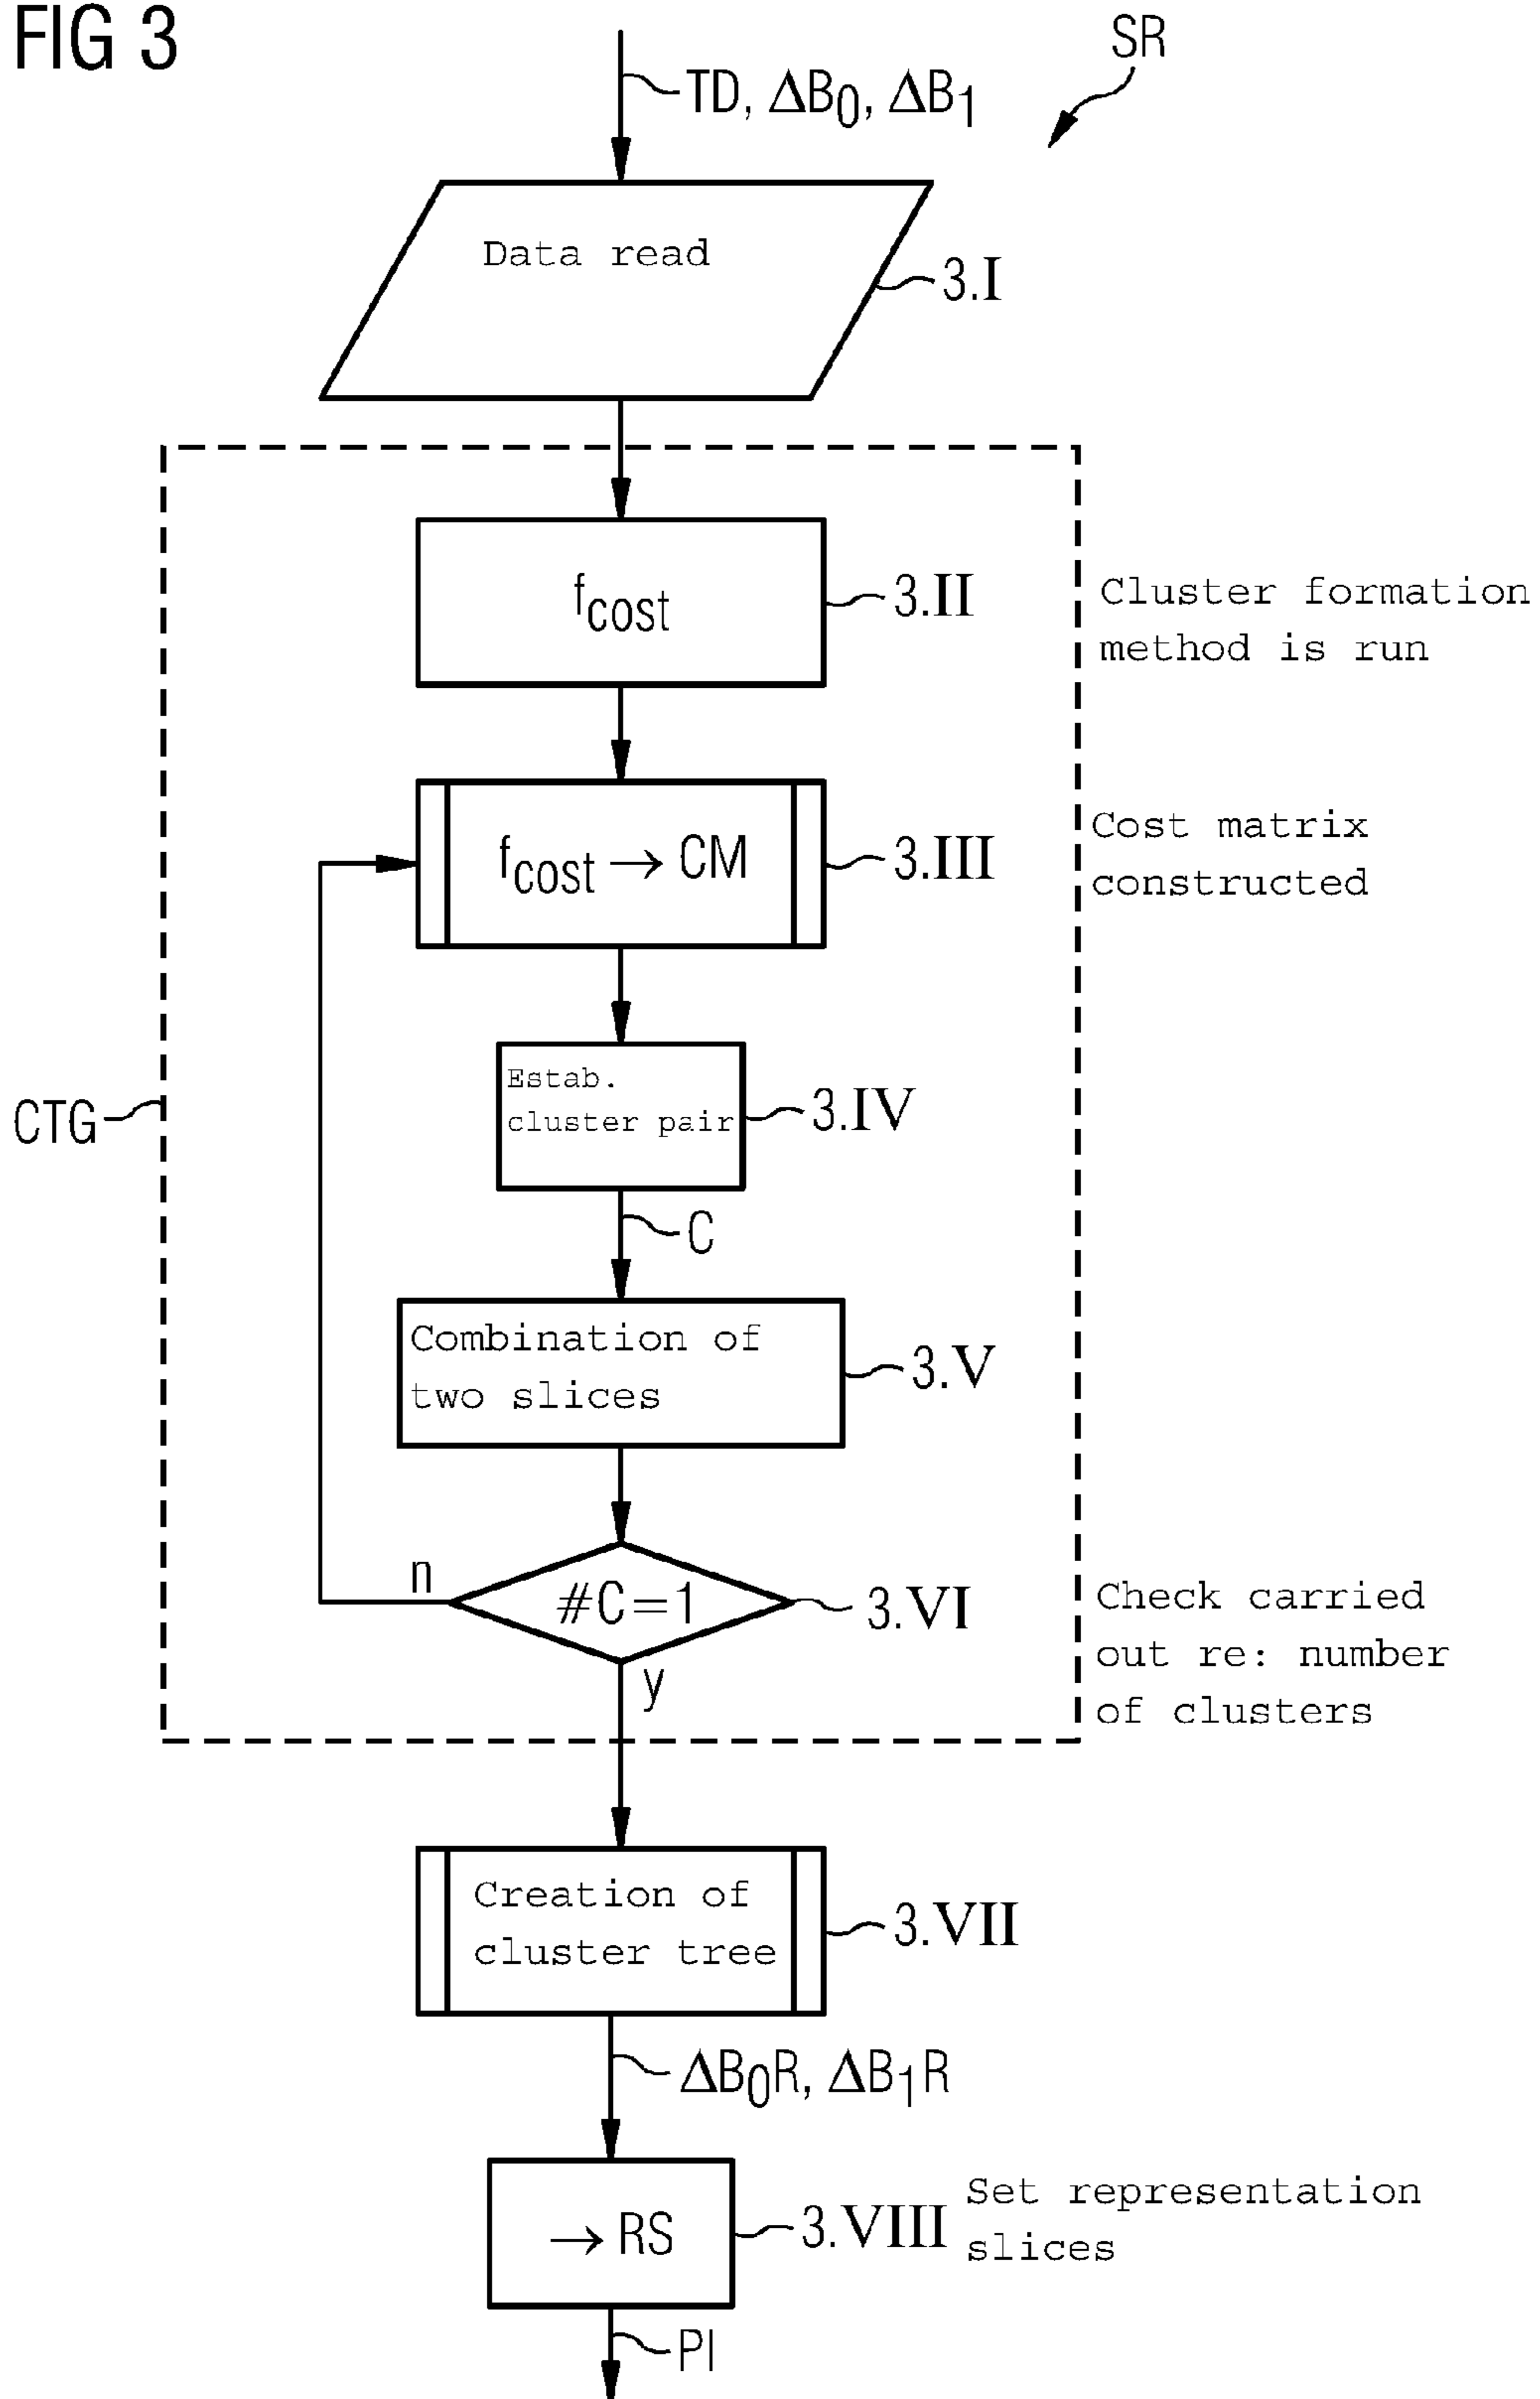 FIG 3
SR
TD, ΔB₀, ΔB₁
Data read
3.I
f_cost
3.II
Cluster formation
method is run
f_cost → CM
3.III
Cost matrix
constructed
Estab.
cluster pair
3.IV
CTG
C
Combination of
two slices
3.V
n
#C=1
3.VI
Check carried
out re: number
of clusters
y
Creation of
cluster tree
3.VII
ΔB₀R, ΔB₁R
→ RS
3.VIII
Set representation
slices
PI